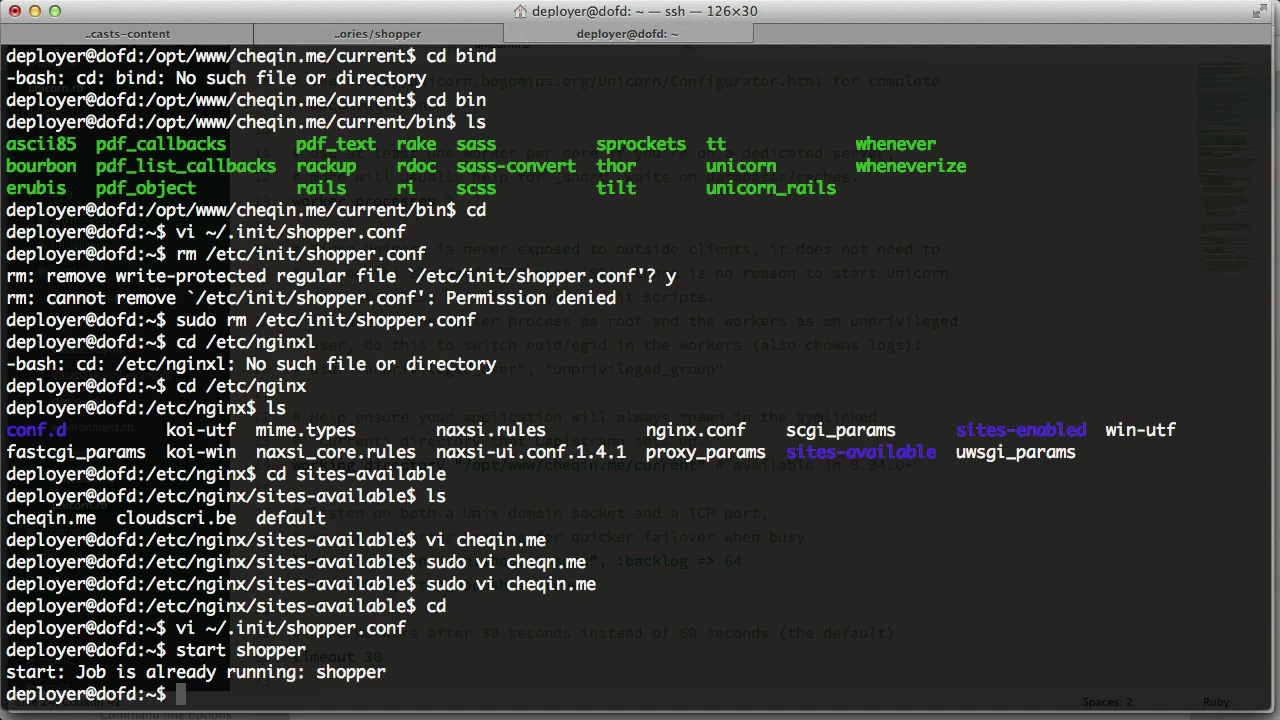 deployer@dofd: ~ — ssh — 126×30
..casts-content ..ories/shopper deployer@dofd: ~
deployer@dofd:/opt/www/cheqin.me/current$ cd bind
-bash: cd: bind: No such file or directory
deployer@dofd:/opt/www/cheqin.me/current$ cd bin
deployer@dofd:/opt/www/cheqin.me/current/bin$ ls
ascii85 pdf_callbacks pdf_text rake sass sprockets tt whenever
bourbon pdf_list_callbacks rackup rdoc sass-convert thor unicorn wheneverize
erubis pdf_object rails ri scss tilt unicorn_rails
deployer@dofd:/opt/www/cheqin.me/current/bin$ cd
deployer@dofd:~$ vi ~/.init/shopper.conf
deployer@dofd:~$ rm /etc/init/shopper.conf
rm: remove write-protected regular file `/etc/init/shopper.conf'? y
rm: cannot remove `/etc/init/shopper.conf': Permission denied
deployer@dofd:~$ sudo rm /etc/init/shopper.conf
deployer@dofd:~$ cd /etc/nginxl
-bash: cd: /etc/nginxl: No such file or directory
deployer@dofd:~$ cd /etc/nginx
deployer@dofd:/etc/nginx$ ls
conf.d koi-utf mime.types naxsi.rules nginx.conf scgi_params sites-enabled win-utf
fastcgi_params koi-win naxsi_core.rules naxsi-ui.conf.1.4.1 proxy_params sites-available uwsgi_params
deployer@dofd:/etc/nginx$ cd sites-available
deployer@dofd:/etc/nginx/sites-available$ ls
cheqin.me cloudscri.be default
deployer@dofd:/etc/nginx/sites-available$ vi cheqin.me
deployer@dofd:/etc/nginx/sites-available$ sudo vi cheqn.me
deployer@dofd:/etc/nginx/sites-available$ sudo vi cheqin.me
deployer@dofd:/etc/nginx/sites-available$ cd
deployer@dofd:~$ vi ~/.init/shopper.conf
deployer@dofd:~$ start shopper
start: Job is already running: shopper
deployer@dofd:~$
Spaces: 2 Ruby
Command line options